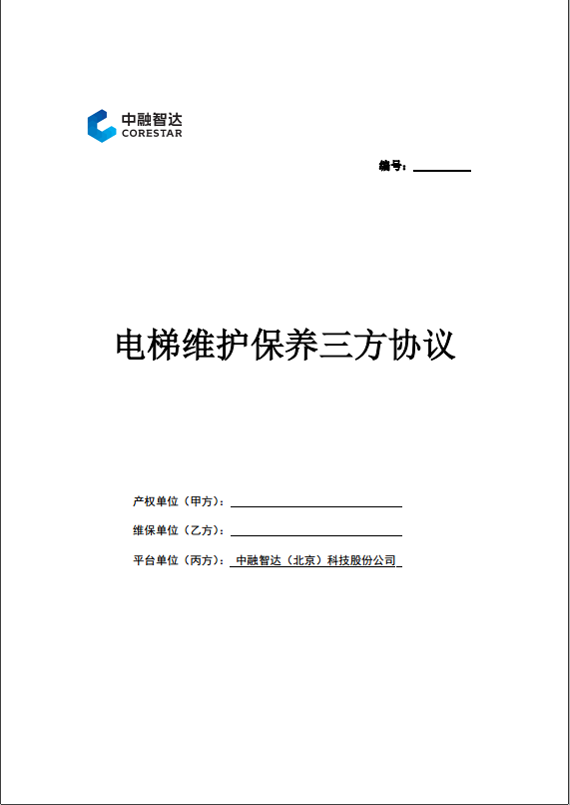 中融智达
CORESTAR
编号：
电梯维护保养三方协议
产权单位（甲方）：
维保单位（乙方）：
平台单位（丙方）： 中融智达（北京）科技股份公司